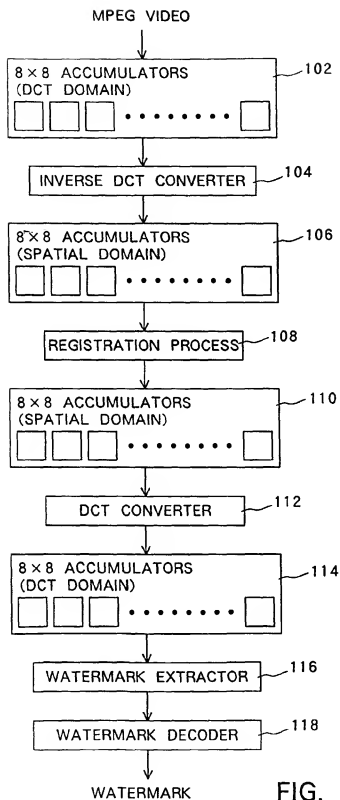 MPEG VIDEO
8 × 8 ACCUMULATORS
(DCT DOMAIN)
102
INVERSE DCT CONVERTER
104
8 × 8 ACCUMULATORS
(SPATIAL DOMAIN)
106
REGISTRATION PROCESS
108
8 × 8 ACCUMULATORS
(SPATIAL DOMAIN)
110
DCT CONVERTER
112
8 × 8 ACCUMULATORS
(DCT DOMAIN)
114
WATERMARK EXTRACTOR
116
WATERMARK DECODER
118
WATERMARK
FIG.